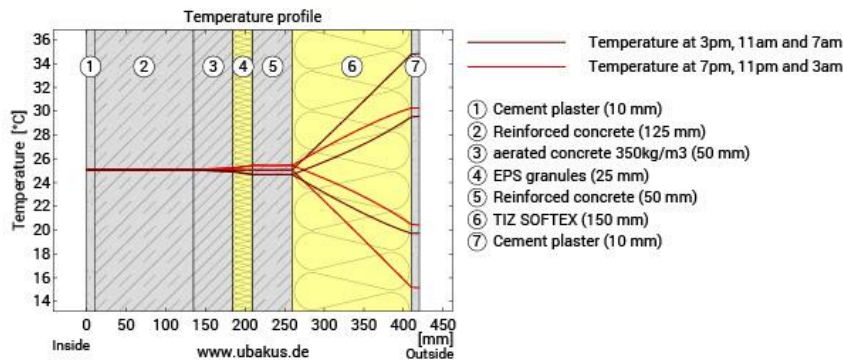 Temperature profile
Temperature [°C]
36
34
32
30
28
26
24
22
20
18
16
14
1
2
3
4
5
6
7
0
50
100
150
200
250
300
350
400
450
[mm]
Inside
www.ubakus.de
Outside
Temperature at 3pm, 11am and 7am
Temperature at 7pm, 11pm and 3am
1 Cement plaster (10 mm)
2 Reinforced concrete (125 mm)
3 aerated concrete 350kg/m3 (50 mm)
4 EPS granules (25 mm)
5 Reinforced concrete (50 mm)
6 TIZ SOFTEX (150 mm)
7 Cement plaster (10 mm)